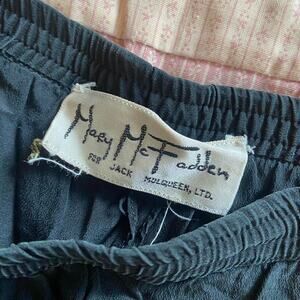 Mary McFadden
FOR JACK MULQUEEN, LTD.